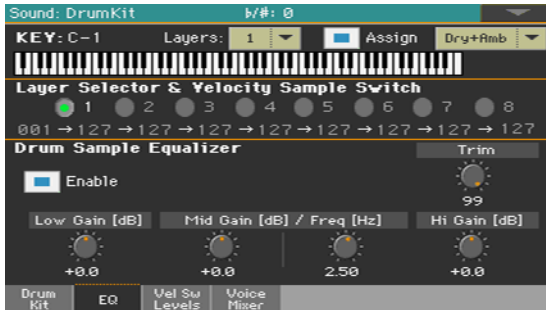 Sound: DrumKit ♭/#: 0
KEY: C-1 Layers: 1 Assign Dry+Amb
Layer Selector & Velocity Sample Switch
1 2 3 4 5 6 7 8
001 → 127 → 127 → 127 → 127 → 127 → 127 → 127 → 127
Drum Sample Equalizer
Trim
Enable
99
Low Gain [dB] Mid Gain [dB] / Freq [Hz] Hi Gain [dB]
+0.0 +0.0 2.50 +0.0
Drum Kit EQ Vel Sw Levels Voice Mixer